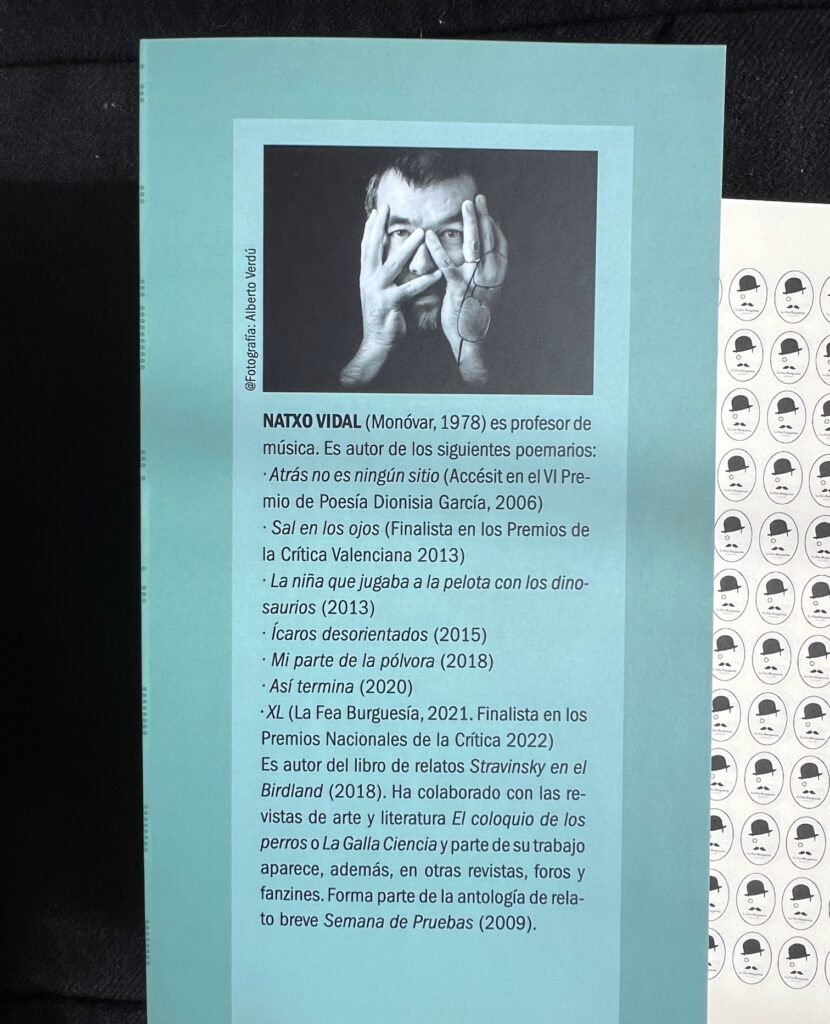 @Fotografía: Alberto Verdú
NATXO VIDAL (Monóvar, 1978) es profesor de
música. Es autor de los siguientes poemarios:
· Atrás no es ningún sitio (Accésit en el VI Pre-
mio de Poesía Dionisia García, 2006)
· Sal en los ojos (Finalista en los Premios de
la Crítica Valenciana 2013)
· La niña que jugaba a la pelota con los dino-
saurios (2013)
· Ícaros desorientados (2015)
· Mi parte de la pólvora (2018)
· Así termina (2020)
· XL (La Fea Burguesía, 2021. Finalista en los
Premios Nacionales de la Crítica 2022)
Es autor del libro de relatos Stravinsky en el
Birdland (2018). Ha colaborado con las re-
vistas de arte y literatura El coloquio de los
perros o La Galla Ciencia y parte de su trabajo
aparece, además, en otras revistas, foros y
fanzines. Forma parte de la antología de rela-
to breve Semana de Pruebas (2009).
La Fea Burguesía